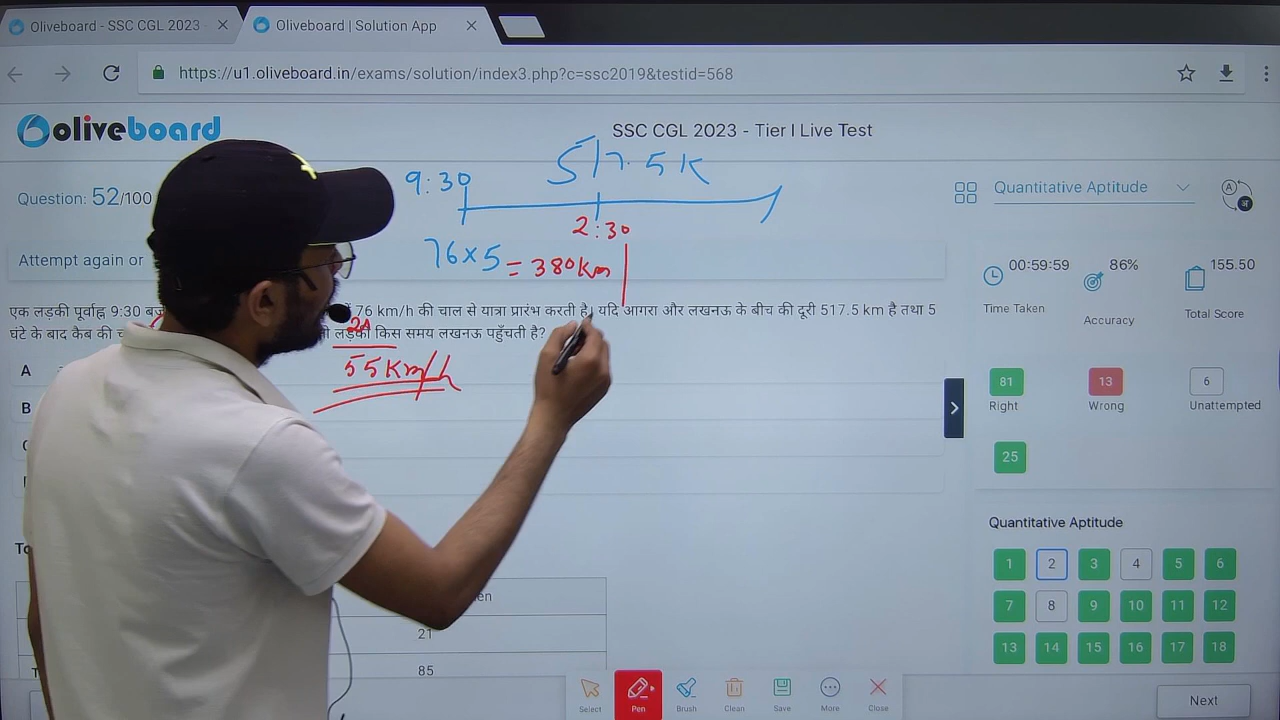 Oliveboard - SSC CGL 2023 -
Oliveboard | Solution App
https://u1.oliveboard.in/exams/solution/index3.php?c=ssc2019&testid=568
oliveboard
SSC CGL 2023 - Tier I Live Test
Question: 52/100
9:30
517.5 K
2:30
76×5 = 380km
Quantitative Aptitude
Attempt again or
00:59:59
Time Taken
86%
Accuracy
155.50
Total Score
एक लड़की पूर्वाह्न 9:30 76 km/h की चाल से यात्रा प्रारंभ करती है। यदि आगरा और लखनऊ के बीच की दूरी 517.5 km है तथा 5
घंटे के बाद कैब की लड़की किस समय लखनऊ पहुँचती है?
55Km/h
A
B
81
Right
13
Wrong
6
Unattempted
25
Quantitative Aptitude
1 2 3 4 5 6
7 8 9 10 11 12
13 14 15 16 17 18
21
85
Select
Pen
Brush
Clean
Save
More
Close
Next